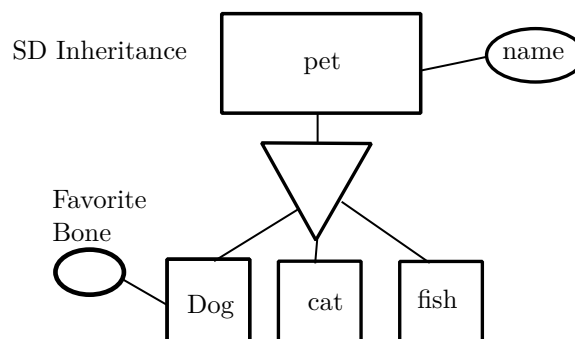 SD Inheritance
pet
name
Favorite
Bone
Dog
cat
fish